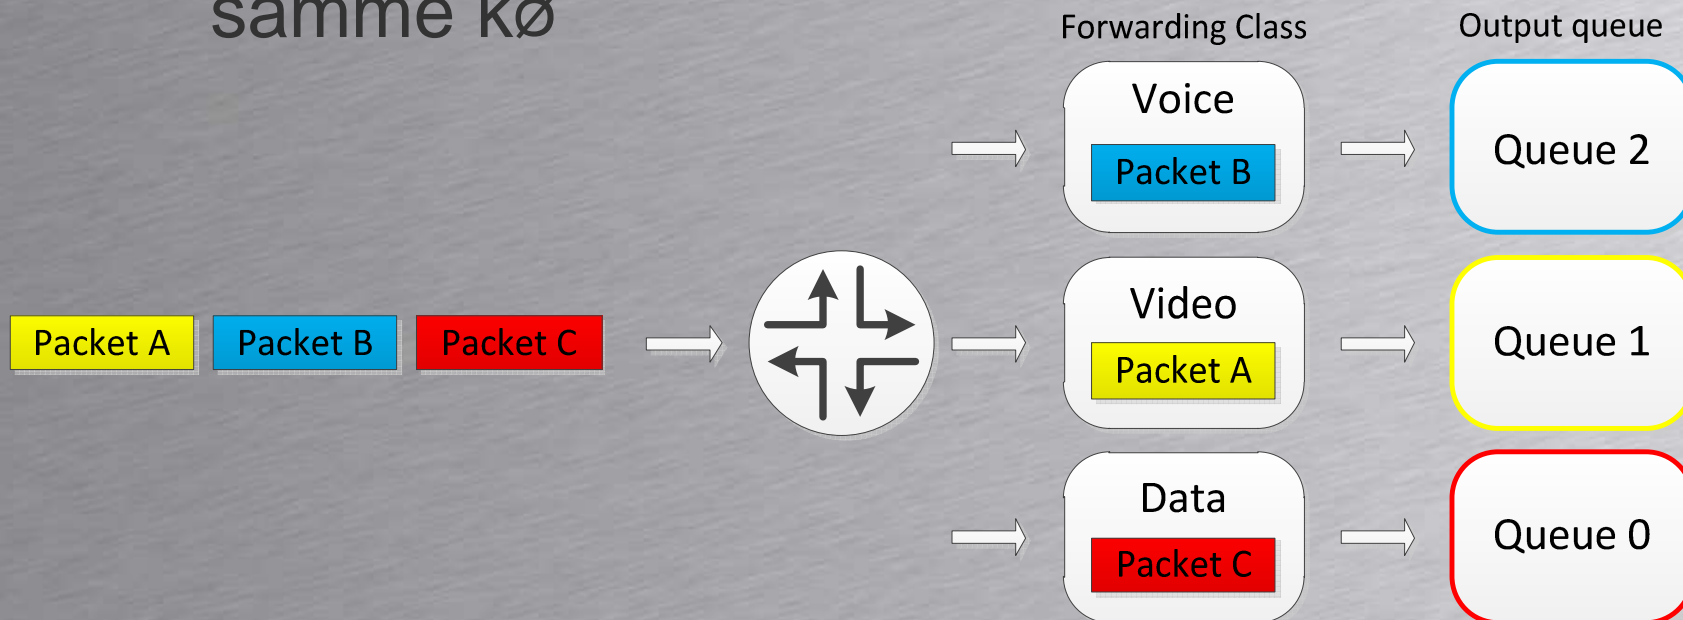 samme kø
Forwarding Class
Output queue
Voice
Packet B
Queue 2
Packet A
Packet B
Packet C
Video
Packet A
Queue 1
Data
Packet C
Queue 0